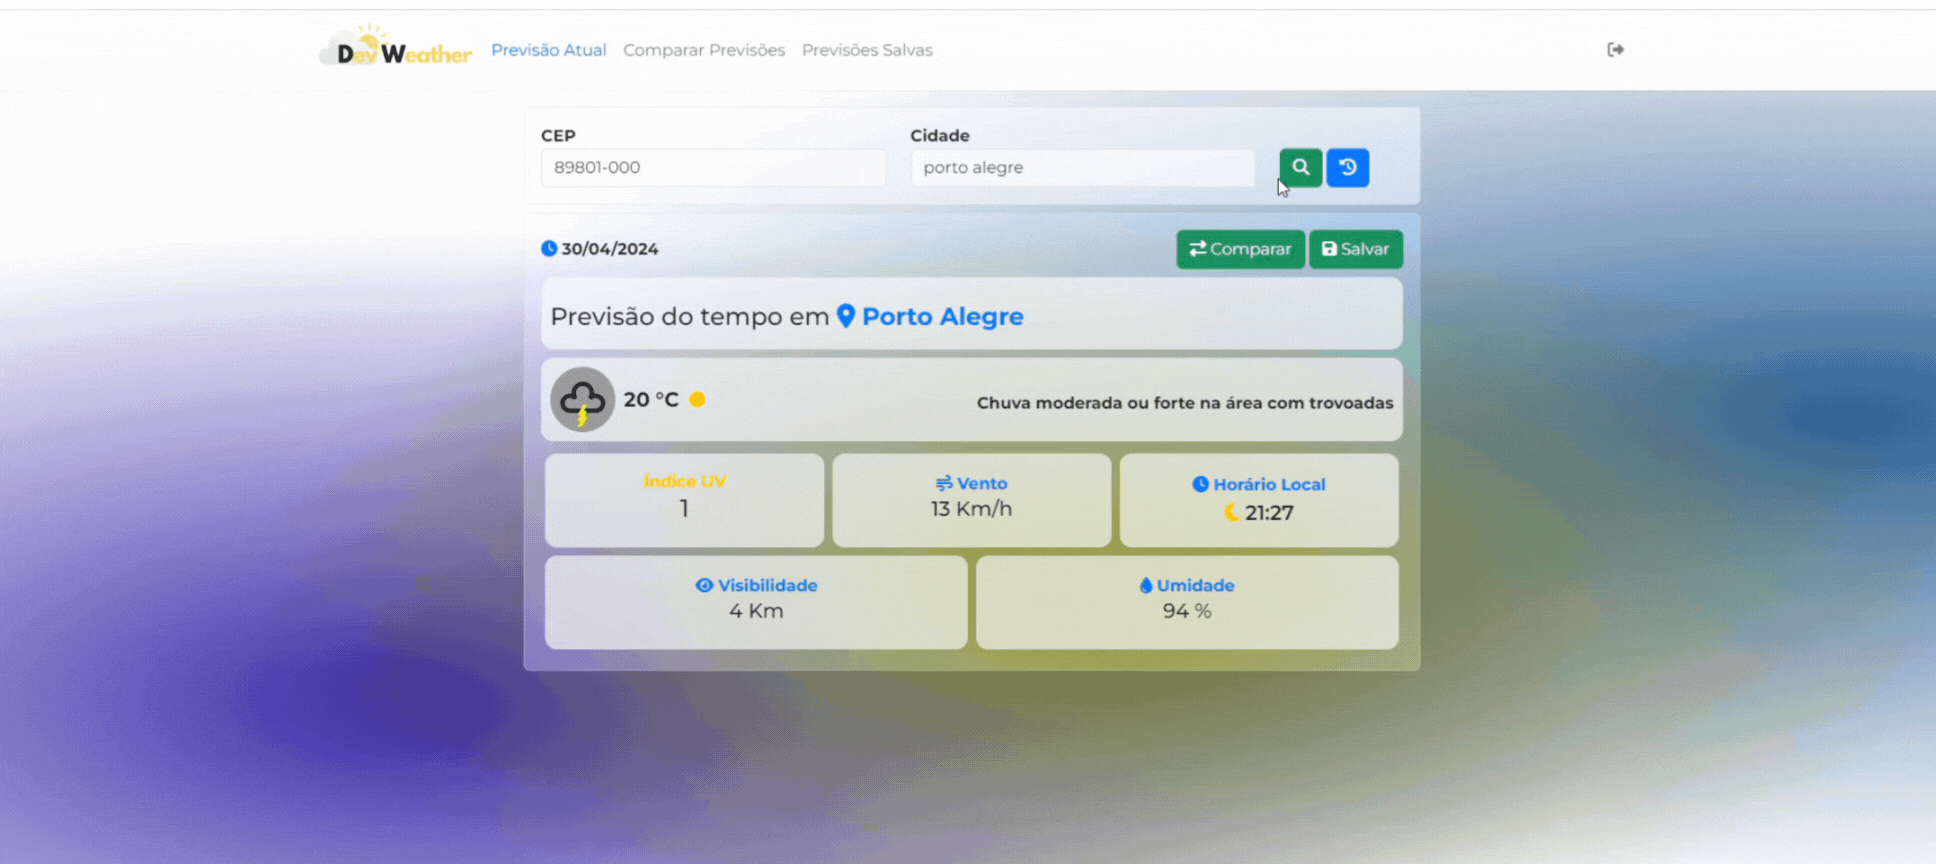 DevWeather Previsão Atual Comparar Previsões Previsões Salvas
CEP Cidade
89801-000 porto alegre
30/04/2024 Comparar Salvar
Previsão do tempo em Porto Alegre
20 °C Chuva moderada ou forte na área com trovoadas
Índice UV Vento Horário Local
1 13 Km/h 21:27
Visibilidade Umidade
4 Km 94 %